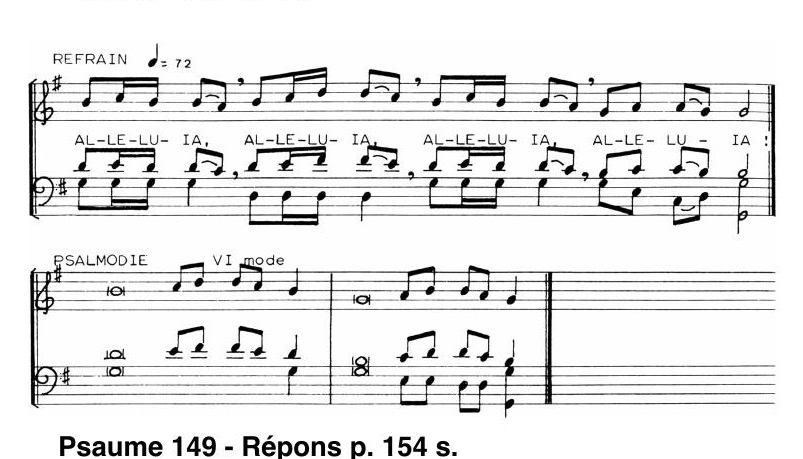 REFRAIN ♩= 72
AL-LE-LU- IA, AL-LE-LU- IA, AL-LE-LU- IA, AL-LE- LU - IA !
PSALMODIE VI mode
Psaume 149 - Répons p. 154 s.